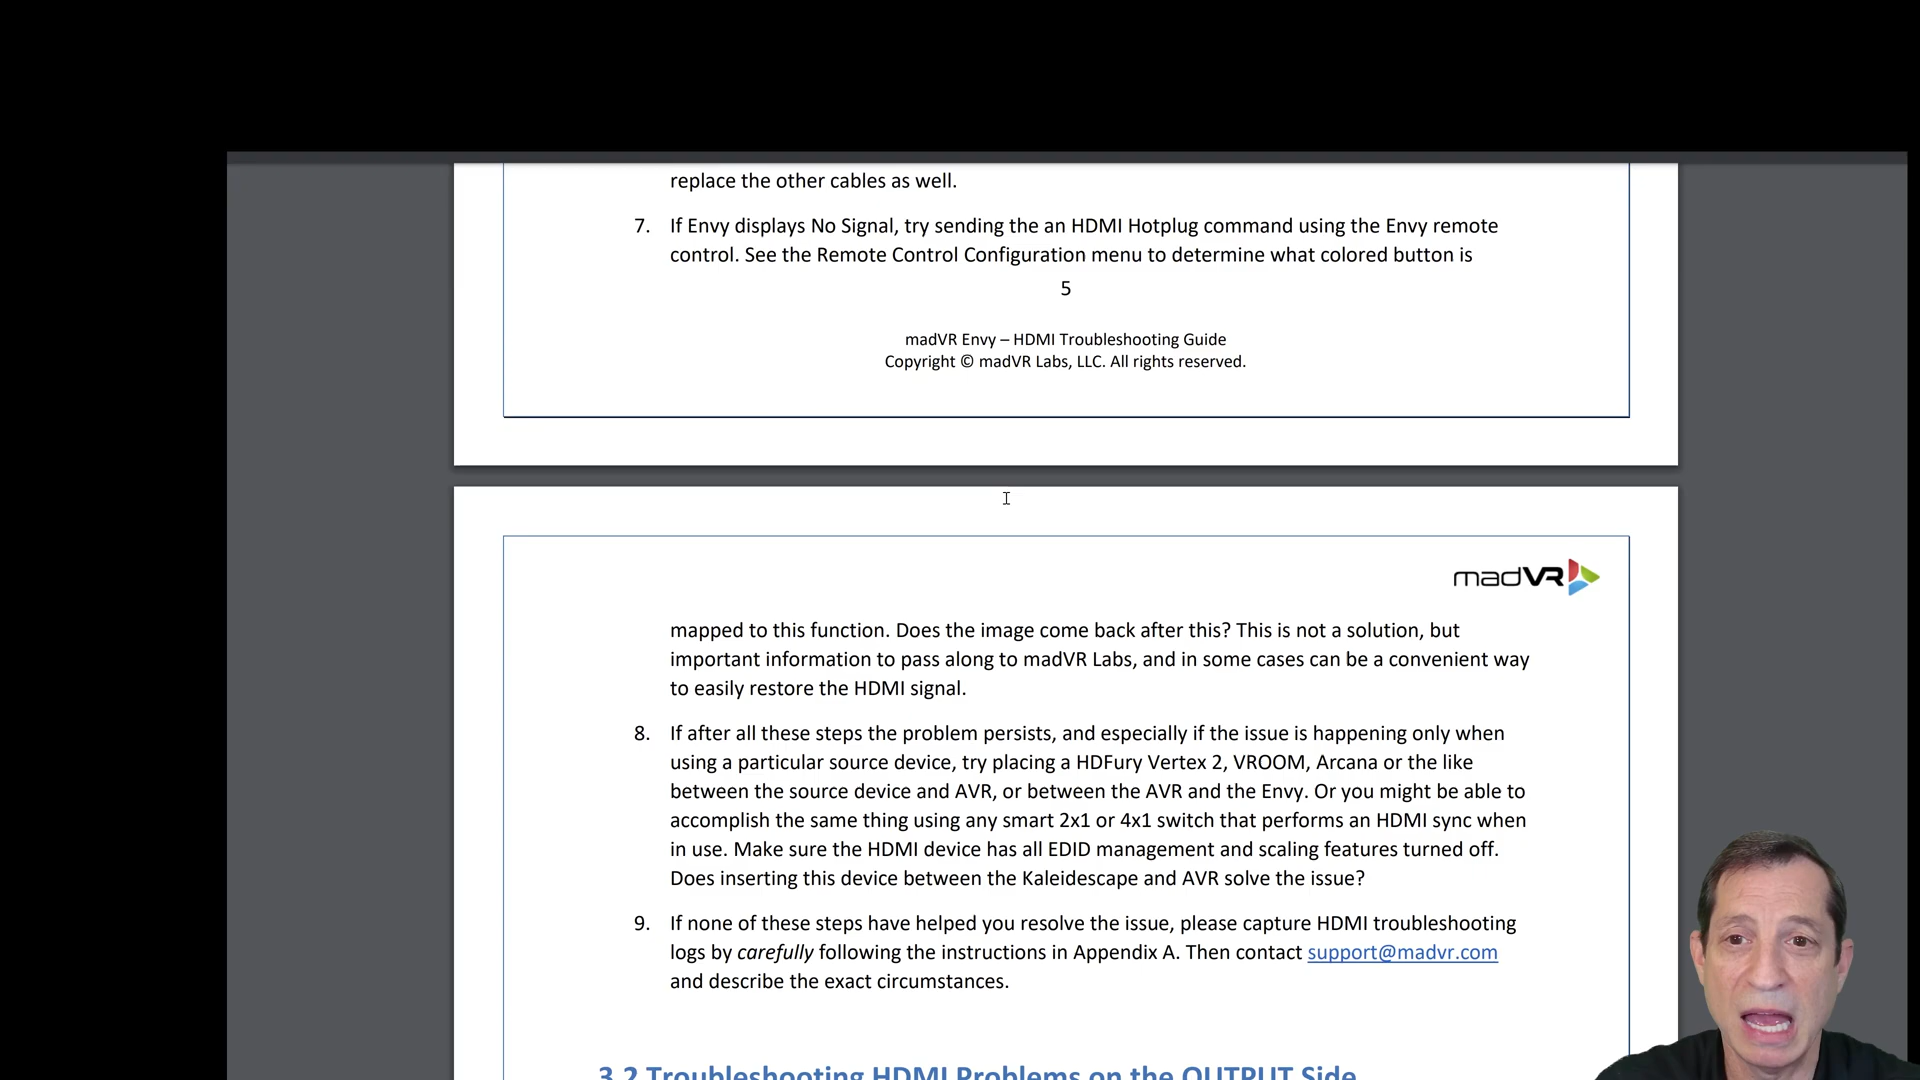 replace the other cables as well.
7. If Envy displays No Signal, try sending the an HDMI Hotplug command using the Envy remote
control. See the Remote Control Configuration menu to determine what colored button is
5
madVR Envy – HDMI Troubleshooting Guide
Copyright © madVR Labs, LLC. All rights reserved.
madVR
mapped to this function. Does the image come back after this? This is not a solution, but
important information to pass along to madVR Labs, and in some cases can be a convenient way
to easily restore the HDMI signal.
8. If after all these steps the problem persists, and especially if the issue is happening only when
using a particular source device, try placing a HDFury Vertex 2, VROOM, Arcana or the like
between the source device and AVR, or between the AVR and the Envy. Or you might be able to
accomplish the same thing using any smart 2x1 or 4x1 switch that performs an HDMI sync when
in use. Make sure the HDMI device has all EDID management and scaling features turned off.
Does inserting this device between the Kaleidescape and AVR solve the issue?
9. If none of these steps have helped you resolve the issue, please capture HDMI troubleshooting
logs by carefully following the instructions in Appendix A. Then contact support@madvr.com
and describe the exact circumstances.
3.2 Troubleshooting HDMI Problems on the OUTPUT Side